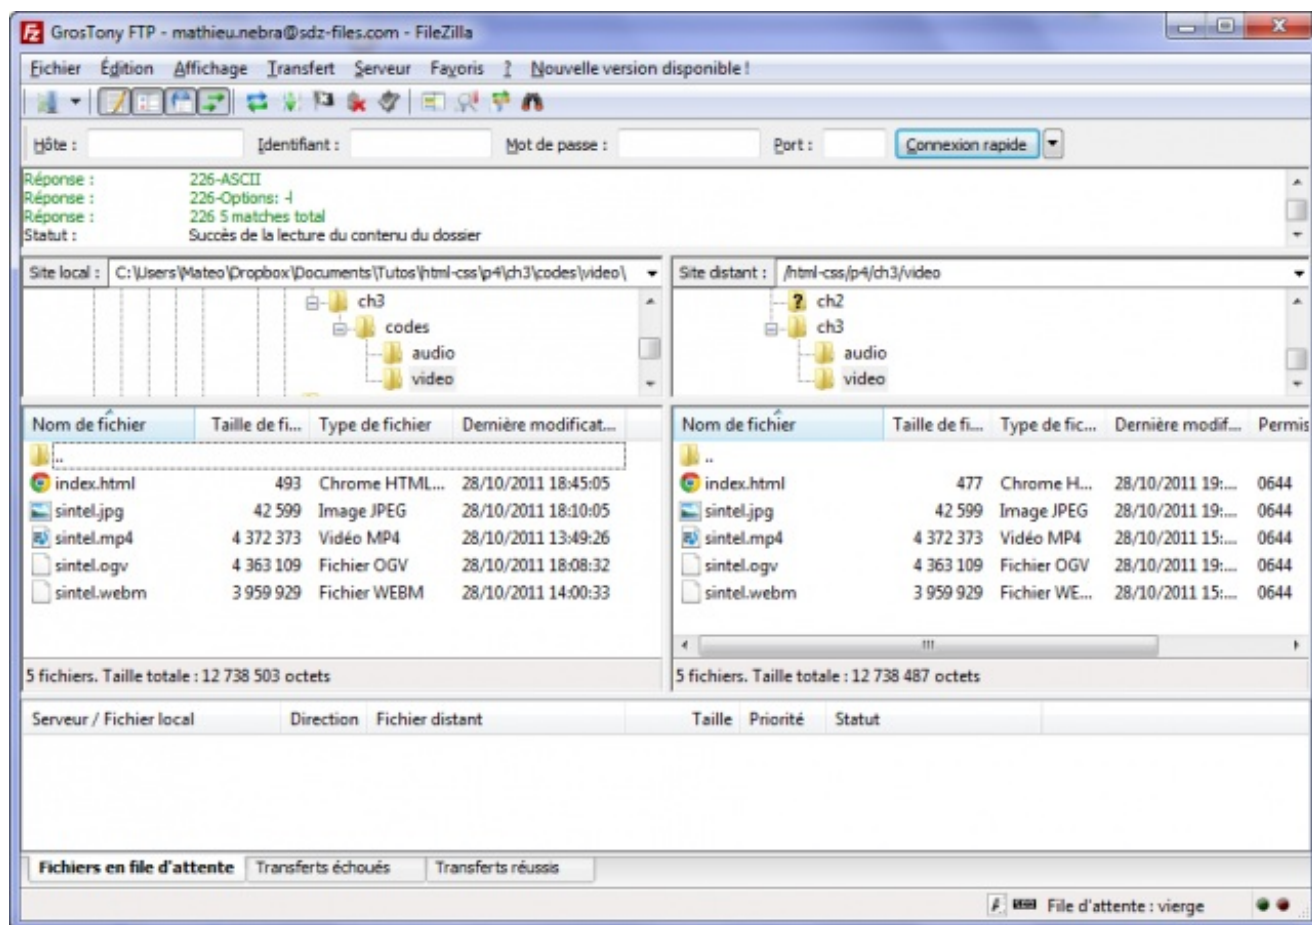 GrosTony FTP - mathieu.nebra@sdz-files.com - FileZilla
Fichier Édition Affichage Transfert Serveur Favoris ? Nouvelle version disponible !
Hôte : Identifiant : Mot de passe : Port : Connexion rapide
Réponse : 226-ASCII
Réponse : 226-Options: -l
Réponse : 226 5 matches total
Statut : Succès de la lecture du contenu du dossier
Site local : C:\Users\Mateo\Dropbox\Documents\Tutos\html-css\p4\ch3\codes\video\
ch3
codes
audio
video
Nom de fichier Taille de fi... Type de fichier Dernière modificat...
..
index.html 493 Chrome HTML... 28/10/2011 18:45:05
sintel.jpg 42 599 Image JPEG 28/10/2011 18:10:05
sintel.mp4 4 372 373 Vidéo MP4 28/10/2011 13:49:26
sintel.ogv 4 363 109 Fichier OGV 28/10/2011 18:08:32
sintel.webm 3 959 929 Fichier WEBM 28/10/2011 14:00:33
5 fichiers. Taille totale : 12 738 503 octets
Site distant : /html-css/p4/ch3/video
? ch2
ch3
audio
video
Nom de fichier Taille de fi... Type de fic... Dernière modif... Permis
..
index.html 477 Chrome H... 28/10/2011 19:... 0644
sintel.jpg 42 599 Image JPEG 28/10/2011 19:... 0644
sintel.mp4 4 372 373 Vidéo MP4 28/10/2011 15:... 0644
sintel.ogv 4 363 109 Fichier OGV 28/10/2011 19:... 0644
sintel.webm 3 959 929 Fichier WE... 28/10/2011 15:... 0644
5 fichiers. Taille totale : 12 738 487 octets
Serveur / Fichier local Direction Fichier distant Taille Priorité Statut
Fichiers en file d'attente Transferts échoués Transferts réussis
File d'attente : vierge